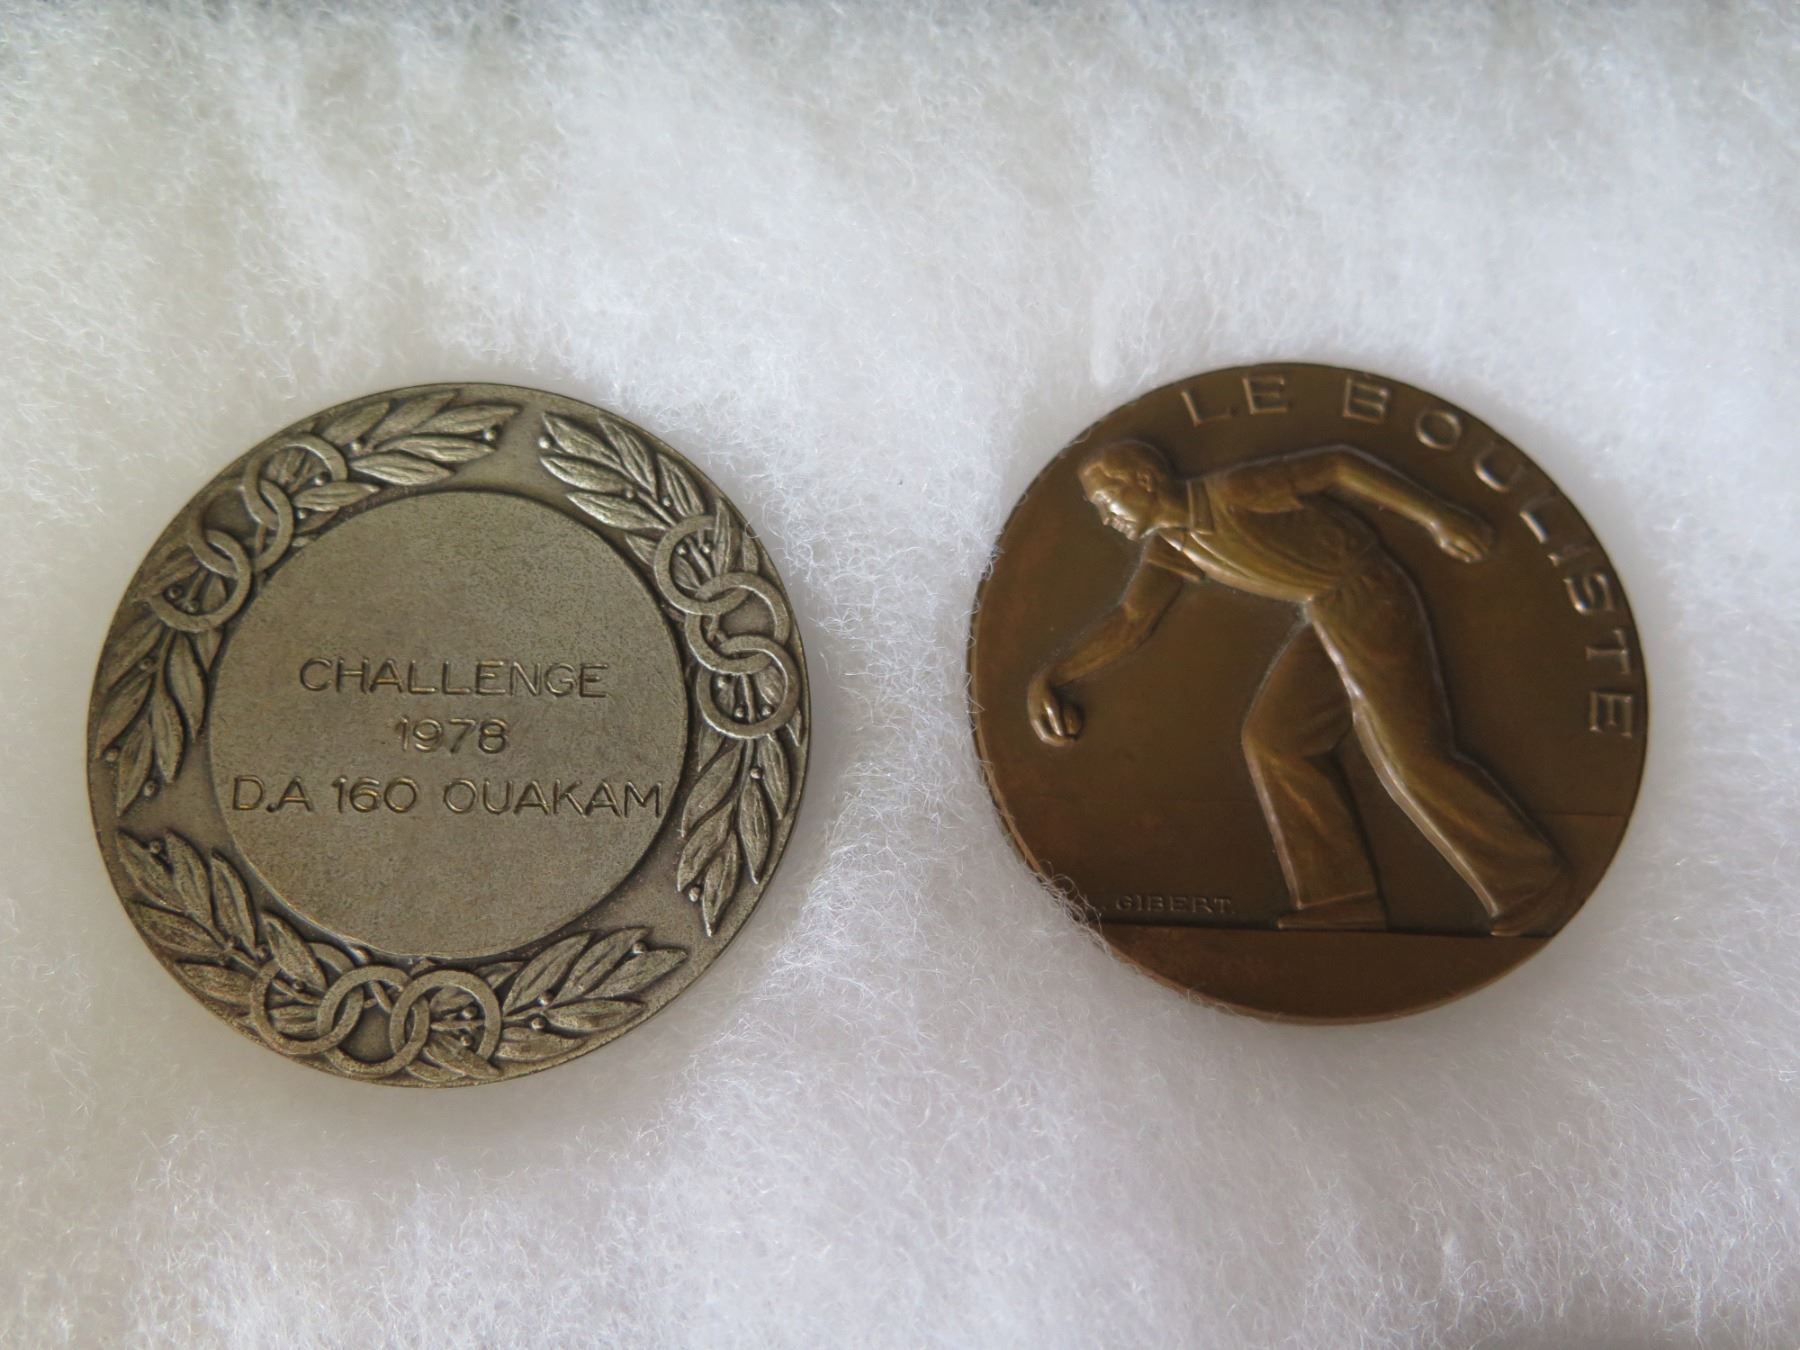 CHALLENGE
1978
D.A 160 OUAKAM
LE BOULISTE
GIBERT.